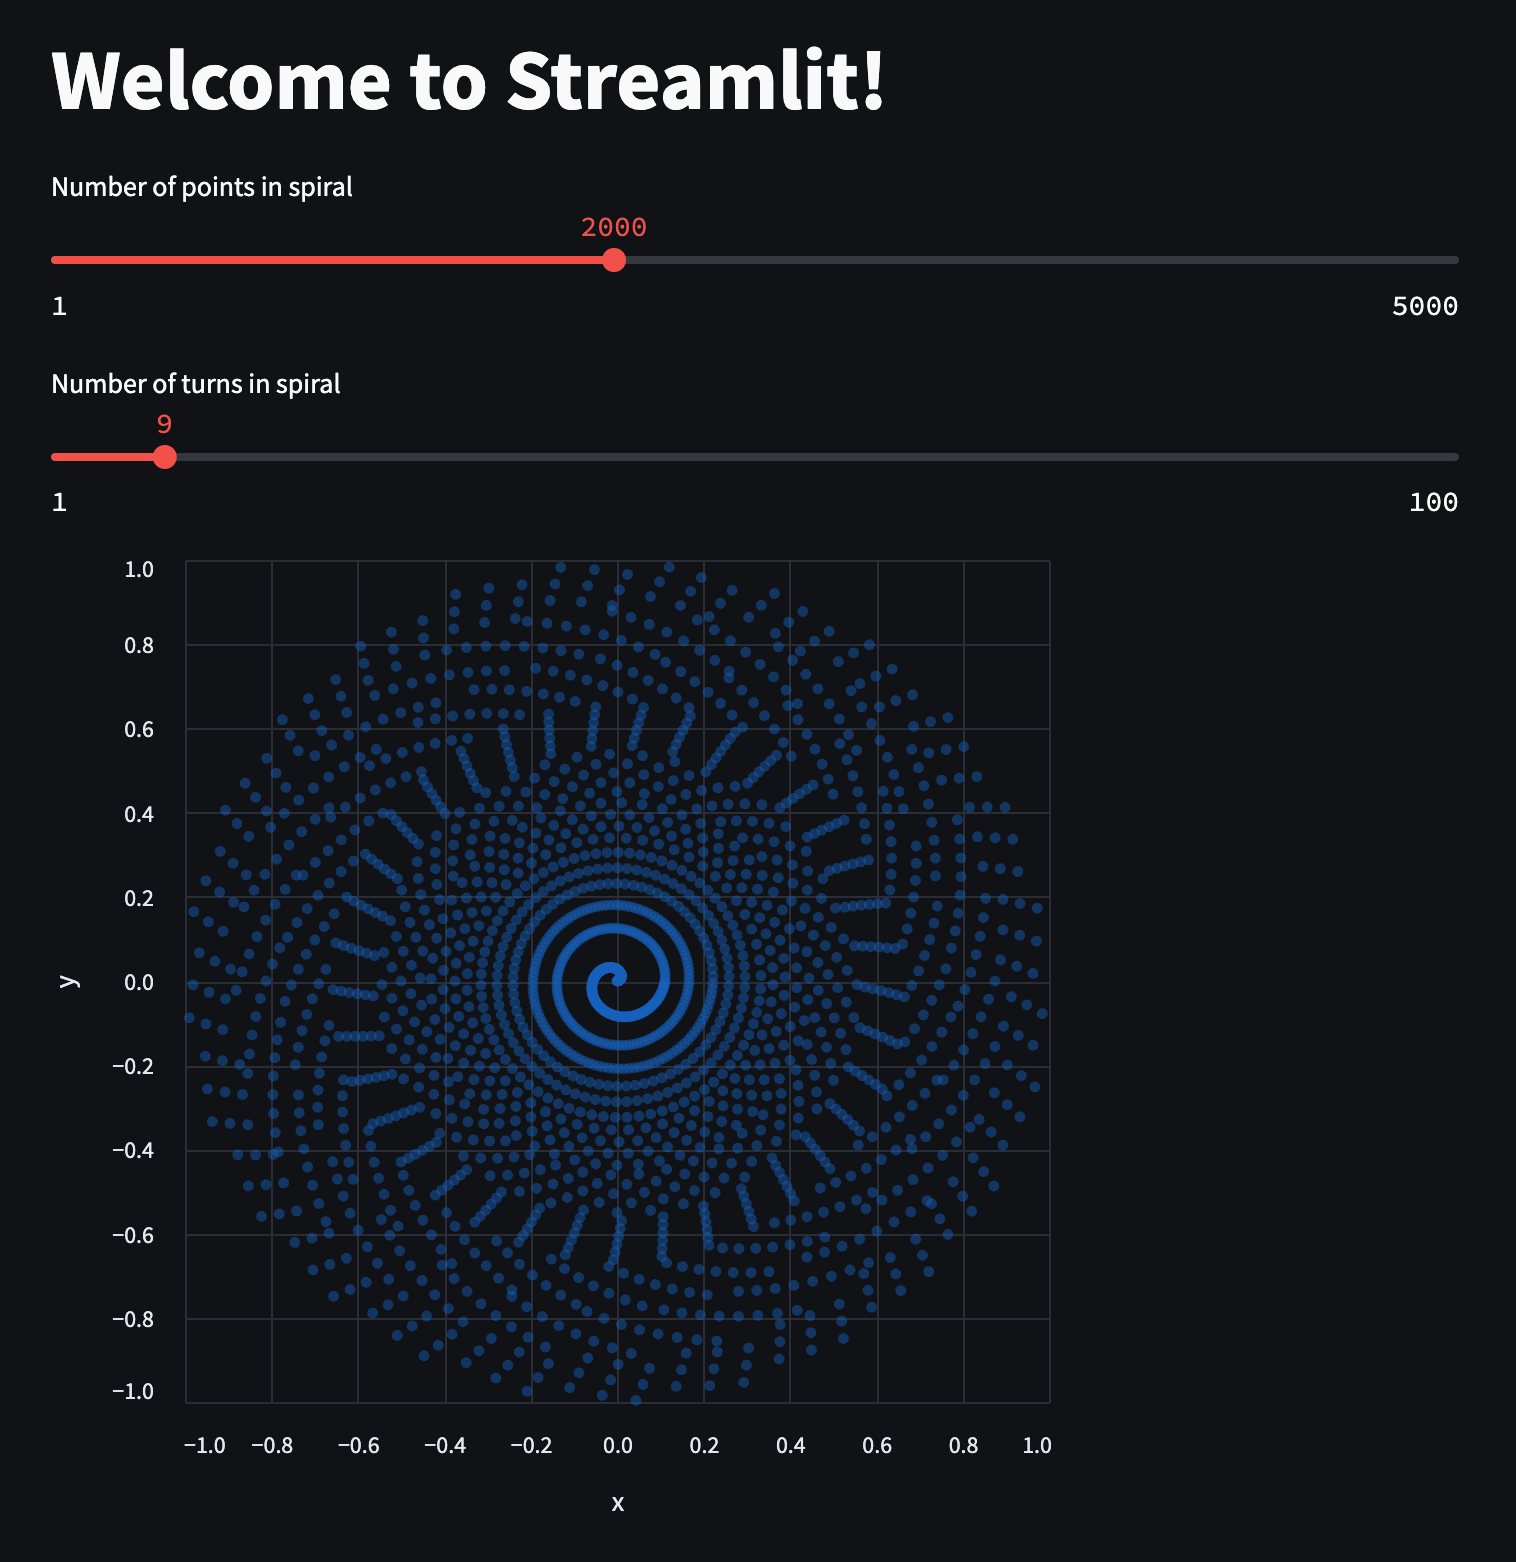 Welcome to Streamlit!
Number of points in spiral
2000
1 5000
Number of turns in spiral
9
1 100
1.0
0.8
0.6
0.4
0.2
0.0
−0.2
−0.4
−0.6
−0.8
−1.0
y
−1.0 −0.8 −0.6 −0.4 −0.2 0.0 0.2 0.4 0.6 0.8 1.0
x